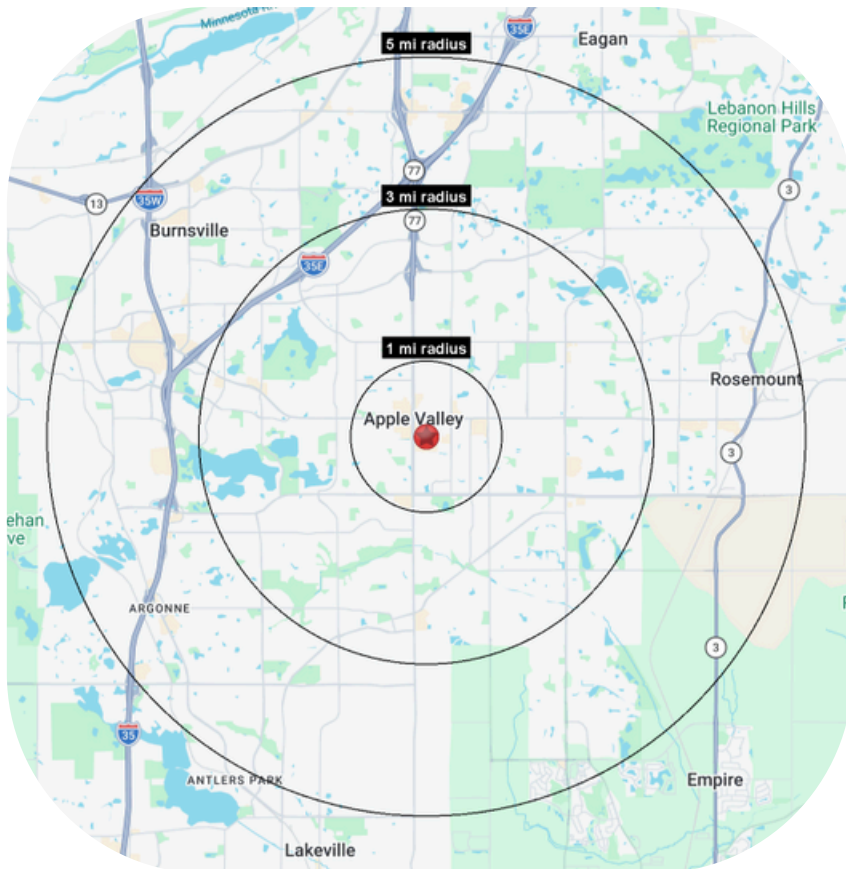 Minnesota R
35E
5 mi radius
Eagan
Lebanon Hills
Regional Park
77
3 mi radius
3
35W
13
77
Burnsville
35E
1 mi radius
Rosemount
Apple Valley
3
ehan
ve
ARGONNE
3
35
ANTLERS PARK
Empire
Lakeville